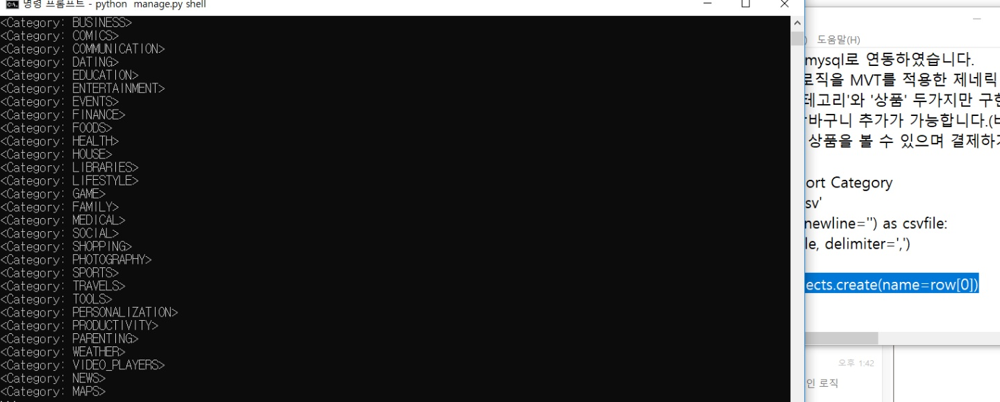 명령 프롬프트 - python manage.py shell
<Category: BUSINESS>
<Category: COMICS>
<Category: COMMUNICATION>
<Category: DATING>
<Category: EDUCATION>
<Category: ENTERTAINMENT>
<Category: EVENTS>
<Category: FINANCE>
<Category: FOODS>
<Category: HEALTH>
<Category: HOUSE>
<Category: LIBRARIES>
<Category: LIFESTYLE>
<Category: GAME>
<Category: FAMILY>
<Category: MEDICAL>
<Category: SOCIAL>
<Category: SHOPPING>
<Category: PHOTOGRAPHY>
<Category: SPORTS>
<Category: TRAVELS>
<Category: TOOLS>
<Category: PERSONALIZATION>
<Category: PRODUCTIVITY>
<Category: PARENTING>
<Category: WEATHER>
<Category: VIDEO_PLAYERS>
<Category: NEWS>
<Category: MAPS>
) 도움말(H)
mysql로 연동하였습니다.
로직을 MVT를 적용한 제네릭
테고리'와 '상품' 두가지만 구현
바구니 추가가 가능합니다.(
상품을 볼 수 있으며 결제하
ort Category
sv'
newline='') as csvfile:
le, delimiter=',')
ects.create(name=row[0])
오후 1:42
인 로직